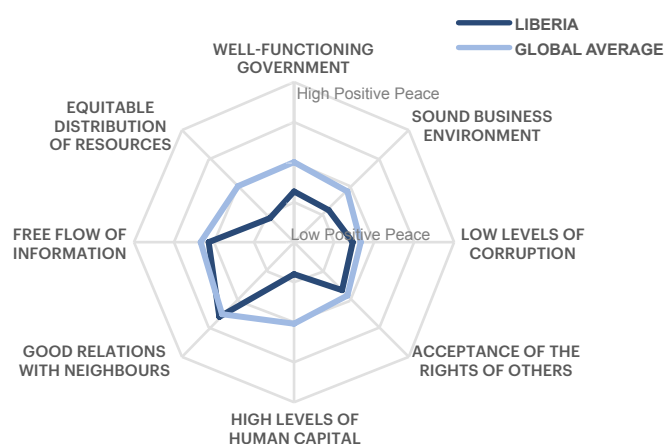 LIBERIA
GLOBAL AVERAGE
WELL-FUNCTIONING
GOVERNMENT
High Positive Peace
EQUITABLE
DISTRIBUTION
OF RESOURCES
SOUND BUSINESS
ENVIRONMENT
FREE FLOW OF
INFORMATION
Low Positive Peace
LOW LEVELS OF
CORRUPTION
GOOD RELATIONS
WITH NEIGHBOURS
ACCEPTANCE OF THE
RIGHTS OF OTHERS
HIGH LEVELS OF
HUMAN CAPITAL